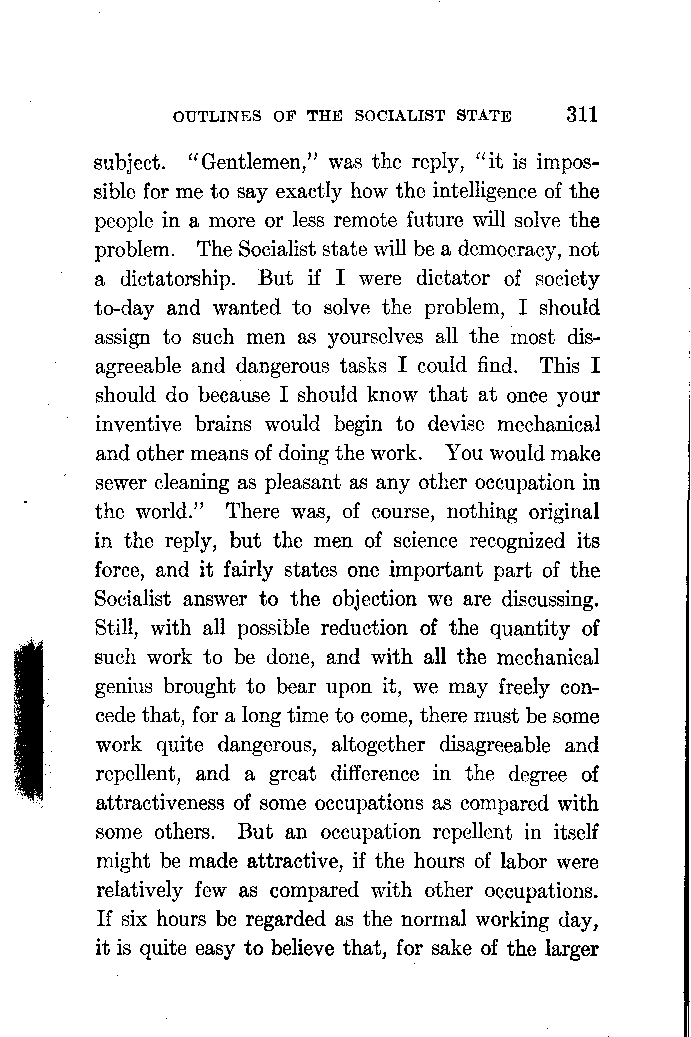 OUTLINES OF THE SOCIALIST STATE 311
subject. “Gentlemen,” was the reply, “it is impos-
sible for me to say exactly how the intelligence of the
people in a more or less remote future will solve the
problem. The Socialist state will be a democracy, not
a dictatorship. But if I were dictator of society
to-day and wanted to solve the problem, I should
assign to such men as yourselves all the most dis-
agreeable and dangerous tasks I could find. This I
should do because I should know that at once your
inventive brains would begin to devise mechanical
and other means of doing the work. You would make
sewer cleaning as pleasant as any other occupation in
the world.” There was, of course, nothing original
in the reply, but the men of science recognized its
force, and it fairly states one important part of the
Socialist answer to the objection we are discussing.
Still, with all possible reduction of the quantity of
such work to be done, and with all the mechanical
genius brought to bear upon it, we may freely con-
cede that, for a long time to come, there must be some
work quite dangerous, altogether disagreeable and
repellent, and a great difference in the degree of
attractiveness of some occupations as compared with
some others. But an occupation repellent in itself
might be made attractive, if the hours of labor were
relatively few as compared with other occupations.
If six hours be regarded as the normal working day,
it is quite easy to believe that, for sake of the larger